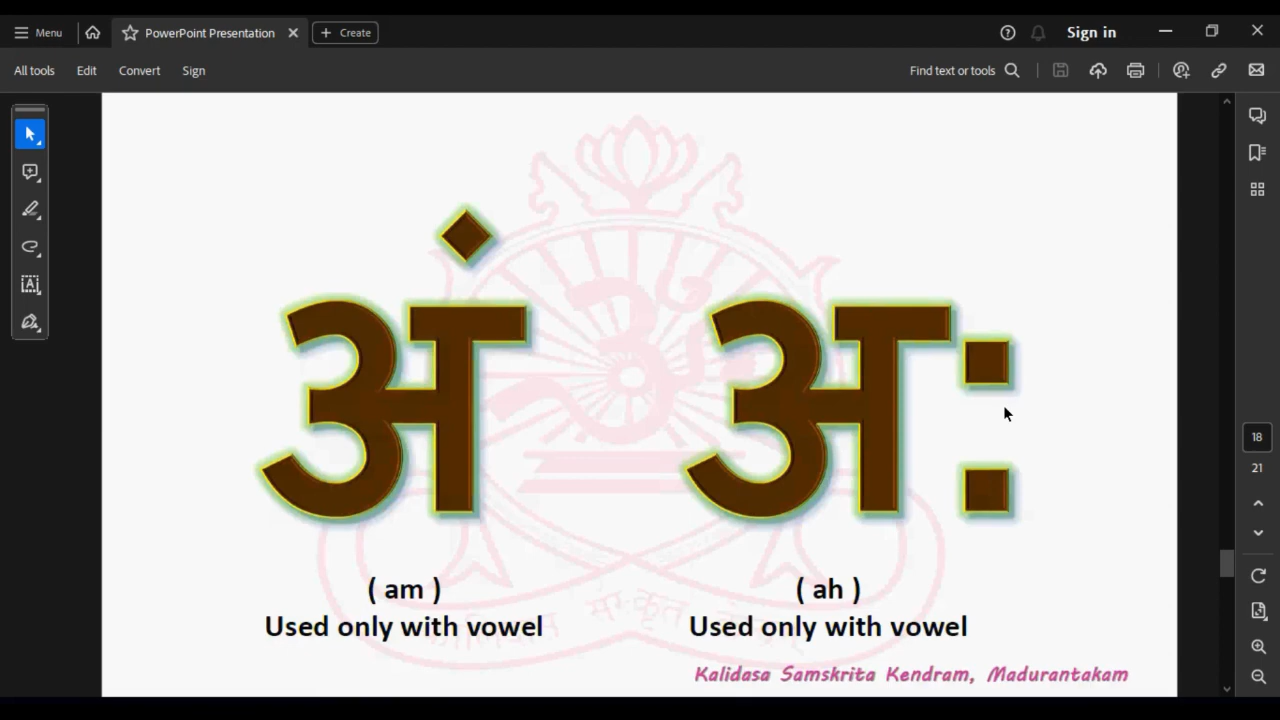 Menu
PowerPoint Presentation
Create
Sign in
All tools
Edit
Convert
Sign
Find text or tools
अं अः
( am ) ( ah )
Used only with vowel Used only with vowel
Kalidasa Samskrita Kendram, Madurantakam
18
21